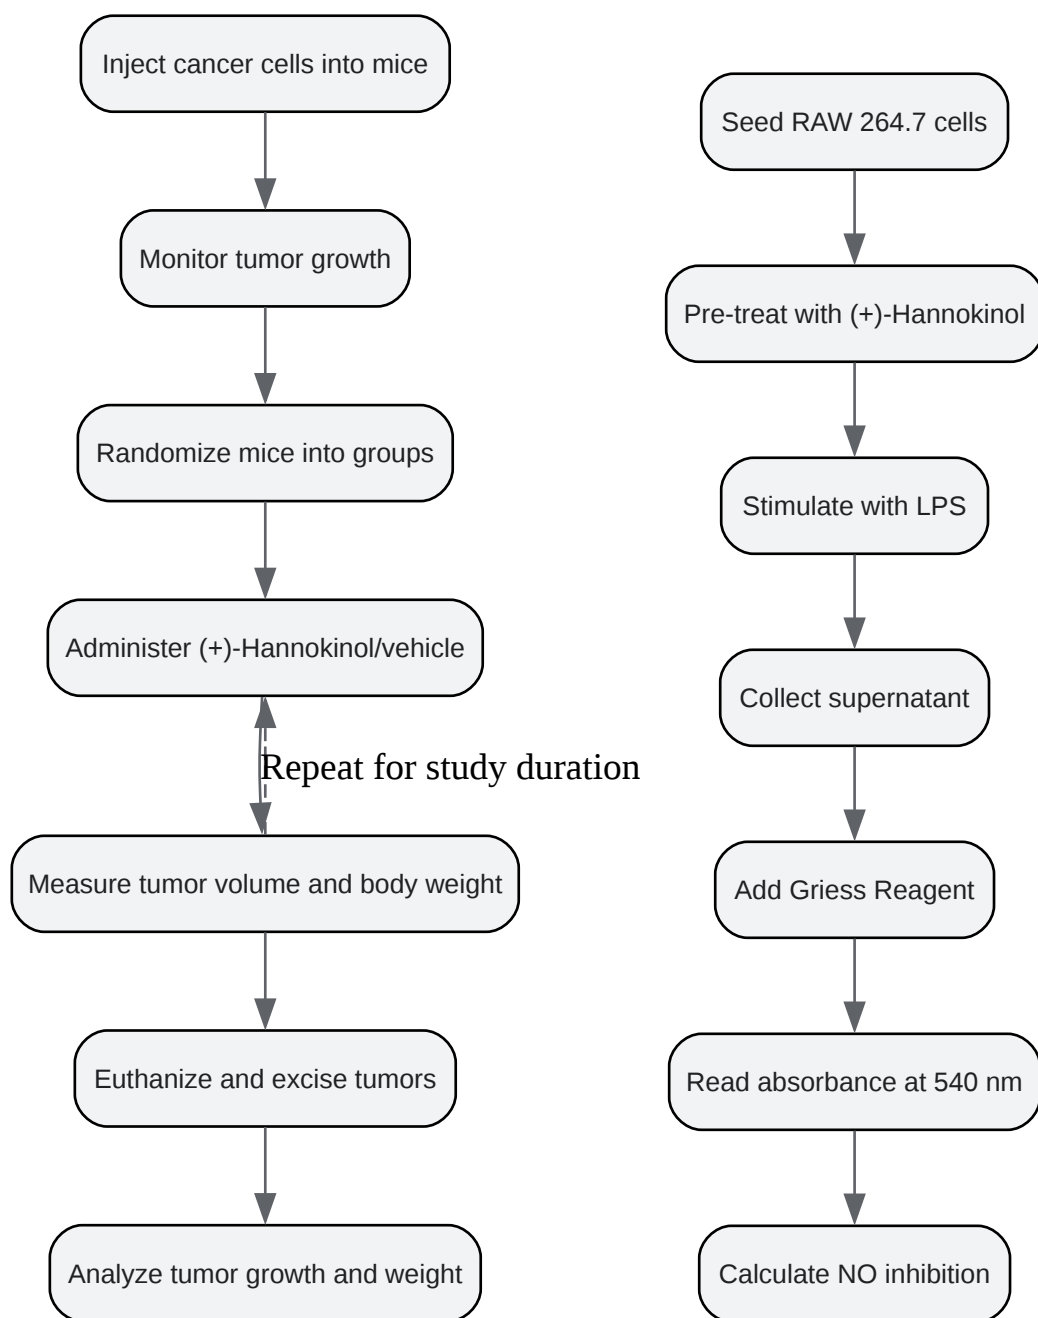 Inject cancer cells into mice
Monitor tumor growth
Randomize mice into groups
Administer (+)-Hannokinol/vehicle
Repeat for study duration
Measure tumor volume and body weight
Euthanize and excise tumors
Analyze tumor growth and weight
Seed RAW 264.7 cells
Pre-treat with (+)-Hannokinol
Stimulate with LPS
Collect supernatant
Add Griess Reagent
Read absorbance at 540 nm
Calculate NO inhibition